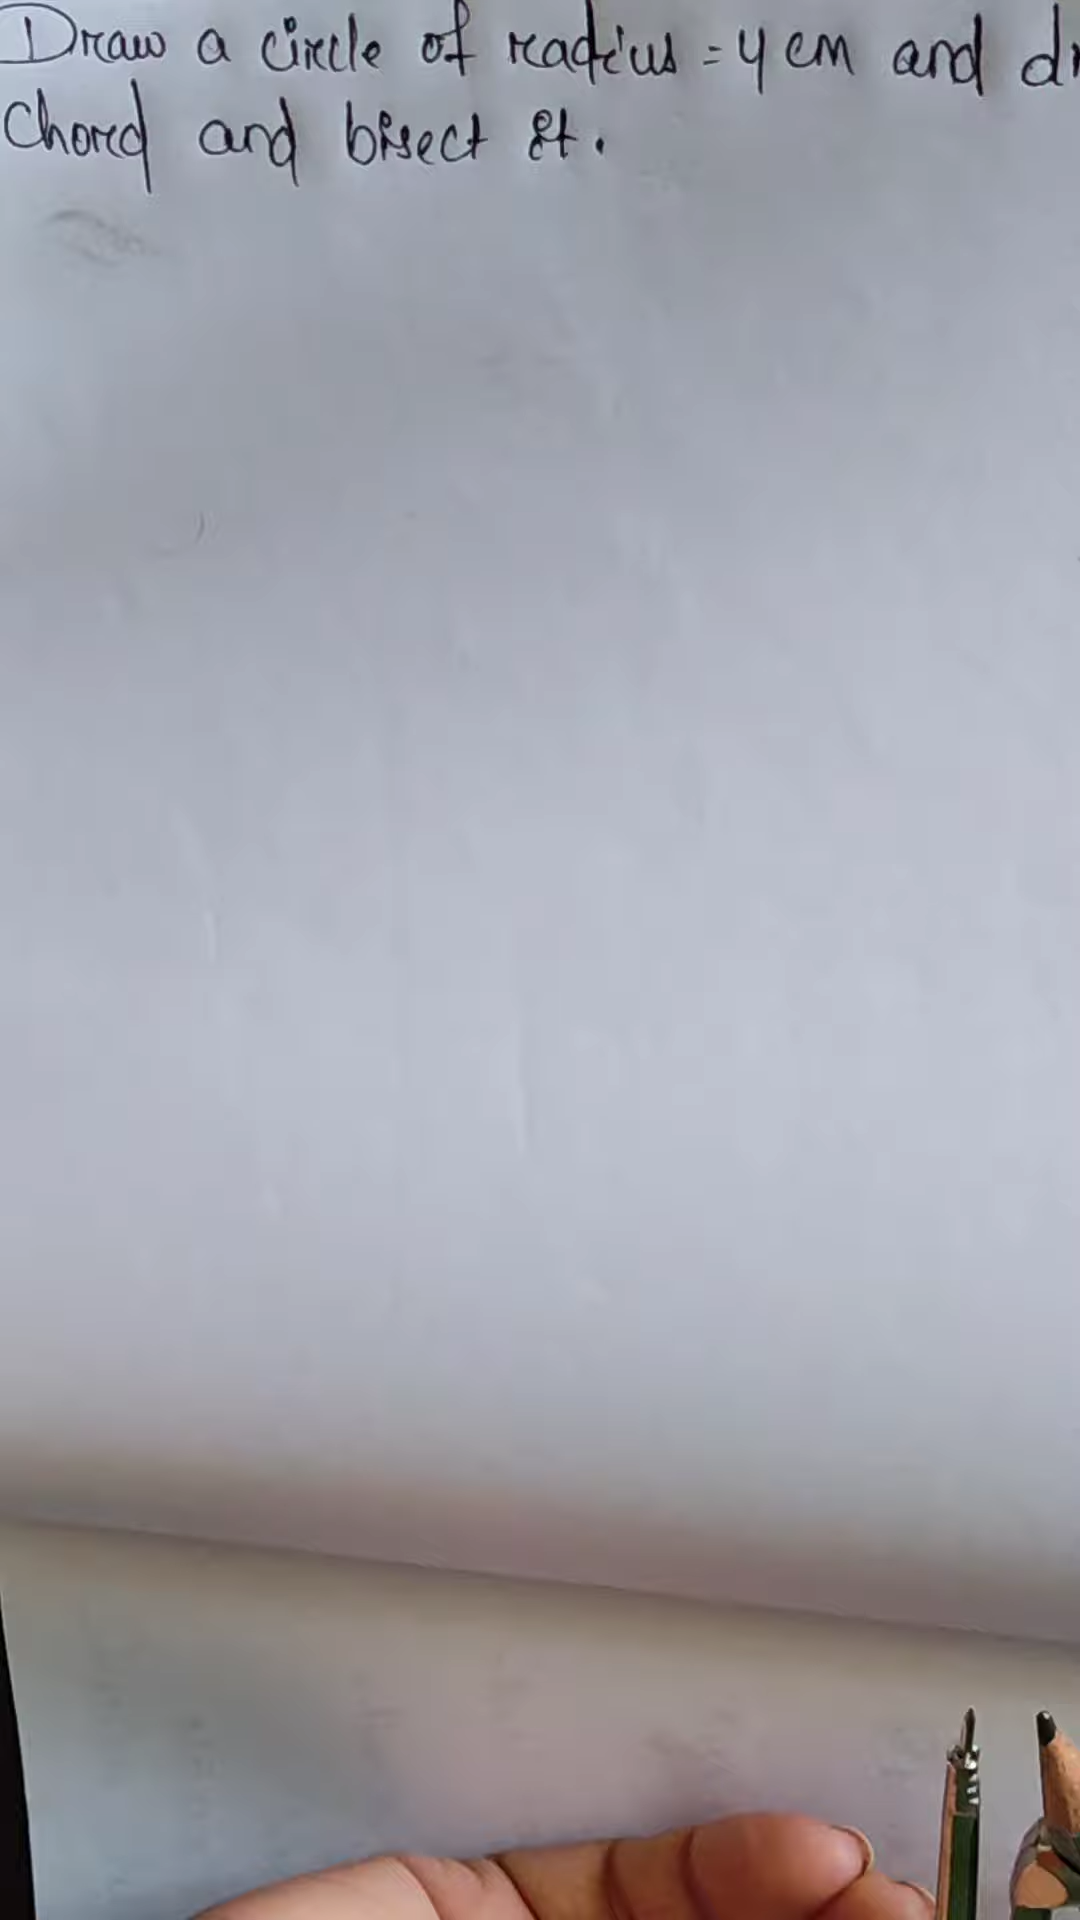 Draw a circle of radius = 4 cm and
Chord and bisect it.